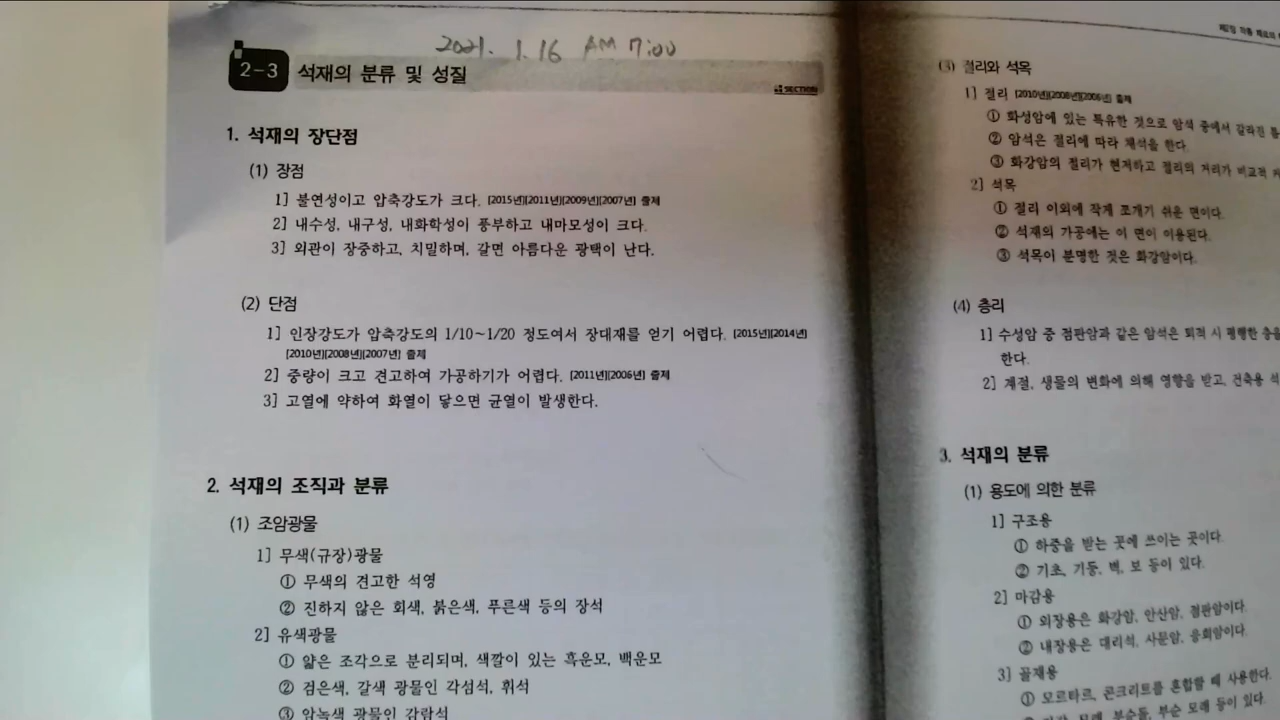 2021. 1.16 AM 7:00
2-3 석재의 분류 및 성질
SECTION
1. 석재의 장단점
(1) 장점
1] 불연성이고 압축강도가 크다. [2015년][2011년][2009년][2007년] 출제
2] 내수성, 내구성, 내화학성이 풍부하고 내마모성이 크다.
3] 외관이 장중하고, 치밀하며, 갈면 아름다운 광택이 난다.
(2) 단점
1] 인장강도가 압축강도의 1/10~1/20 정도여서 장대재를 얻기 어렵다. [2015년][2014년]
[2010년][2008년][2007년] 출제
2] 중량이 크고 견고하여 가공하기가 어렵다. [2011년][2006년] 출제
3] 고열에 약하여 화열이 닿으면 균열이 발생한다.
2. 석재의 조직과 분류
(1) 조암광물
1] 무색(규장)광물
① 무색의 견고한 석영
② 진하지 않은 회색, 붉은색, 푸른색 등의 장석
2] 유색광물
① 얇은 조각으로 분리되며, 색깔이 있는 흑운모, 백운모
② 검은색, 갈색 광물인 각섬석, 휘석
③ 암녹색 광물인 감람석
(3) 절리와 석목
1] 절리 [2010년][2008년][2006년] 출제
① 화성암에 있는 특유한 것으로 암석 중에서 갈라진 틈
② 암석은 절리에 따라 채석을 한다.
③ 화강암의 절리가 현저하고 절리의 거리가 비교적
2] 석목
① 절리 이외에 작게 쪼개기 쉬운 면이다.
② 석재의 가공에는 이 면이 이용된다.
③ 석목이 분명한 것은 화강암이다.
(4) 층리
1] 수성암 중 점판암과 같은 암석은 퇴적 시 평행한 층을
한다.
2] 계절, 생물의 변화에 의해 영향을 받고, 건축용 석
3. 석재의 분류
(1) 용도에 의한 분류
1] 구조용
① 하중을 받는 곳에 쓰이는 곳이다.
② 기초, 기둥, 벽, 보 등이 있다.
2] 마감용
① 외장용은 화강암, 안산암, 점판암이다.
② 내장용은 대리석, 사문암, 응회암이다.
3] 골재용
① 모르타르, 콘크리트를 혼합할 때 사용한다.
모래, 부순돌, 부순 모래 등이 있다.